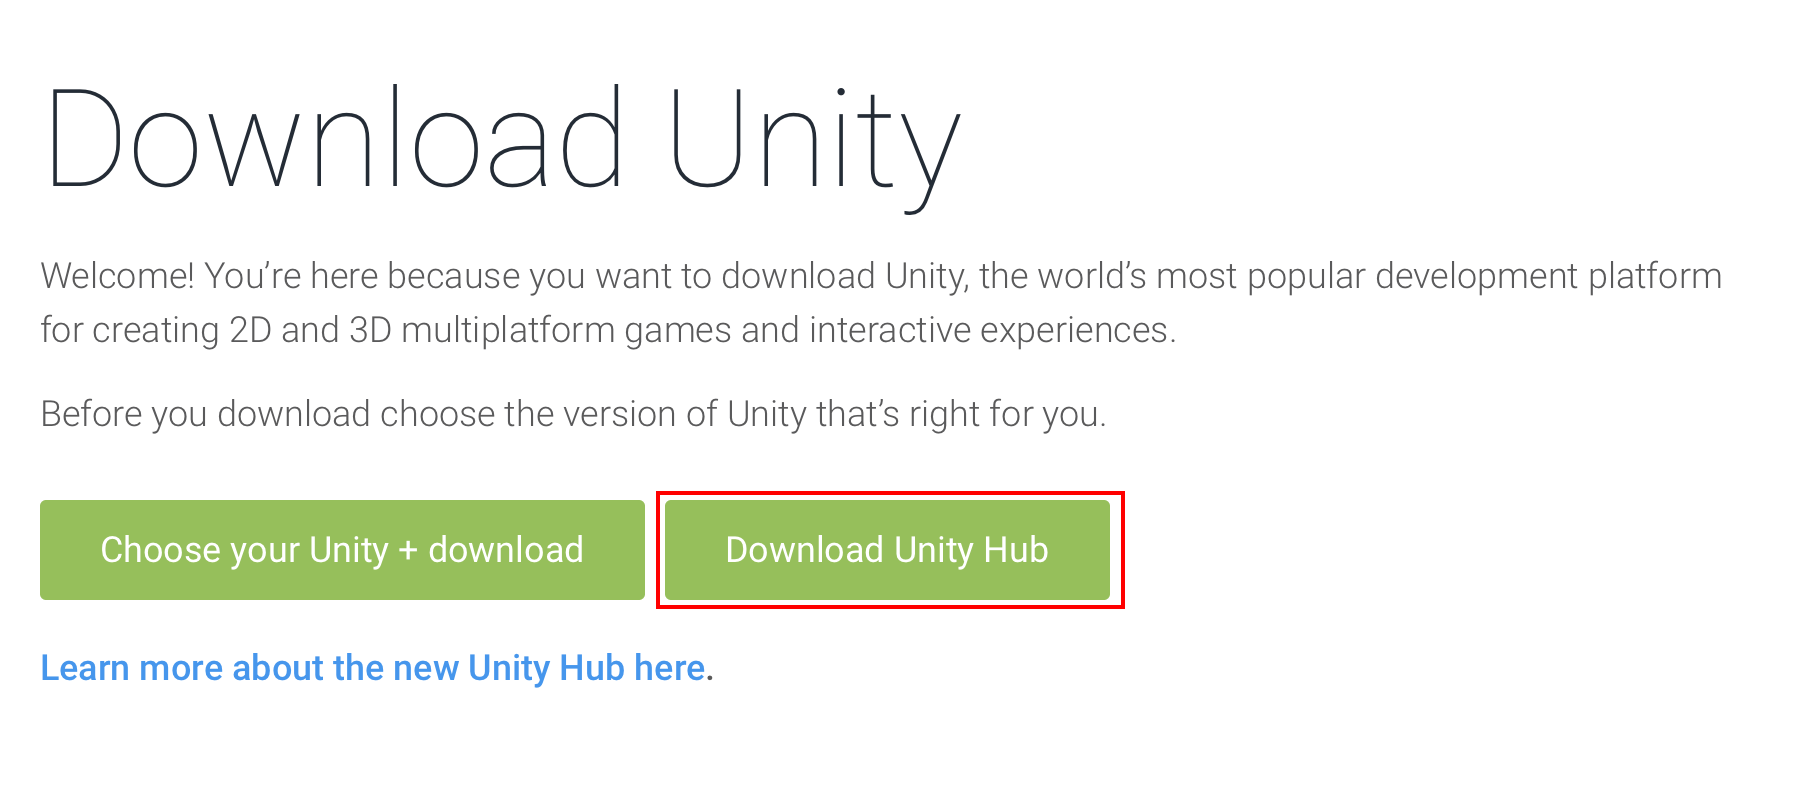 Download Unity
Welcome! You’re here because you want to download Unity, the world’s most popular development platform
for creating 2D and 3D multiplatform games and interactive experiences.
Before you download choose the version of Unity that’s right for you.
Choose your Unity + download
Download Unity Hub
Learn more about the new Unity Hub here.